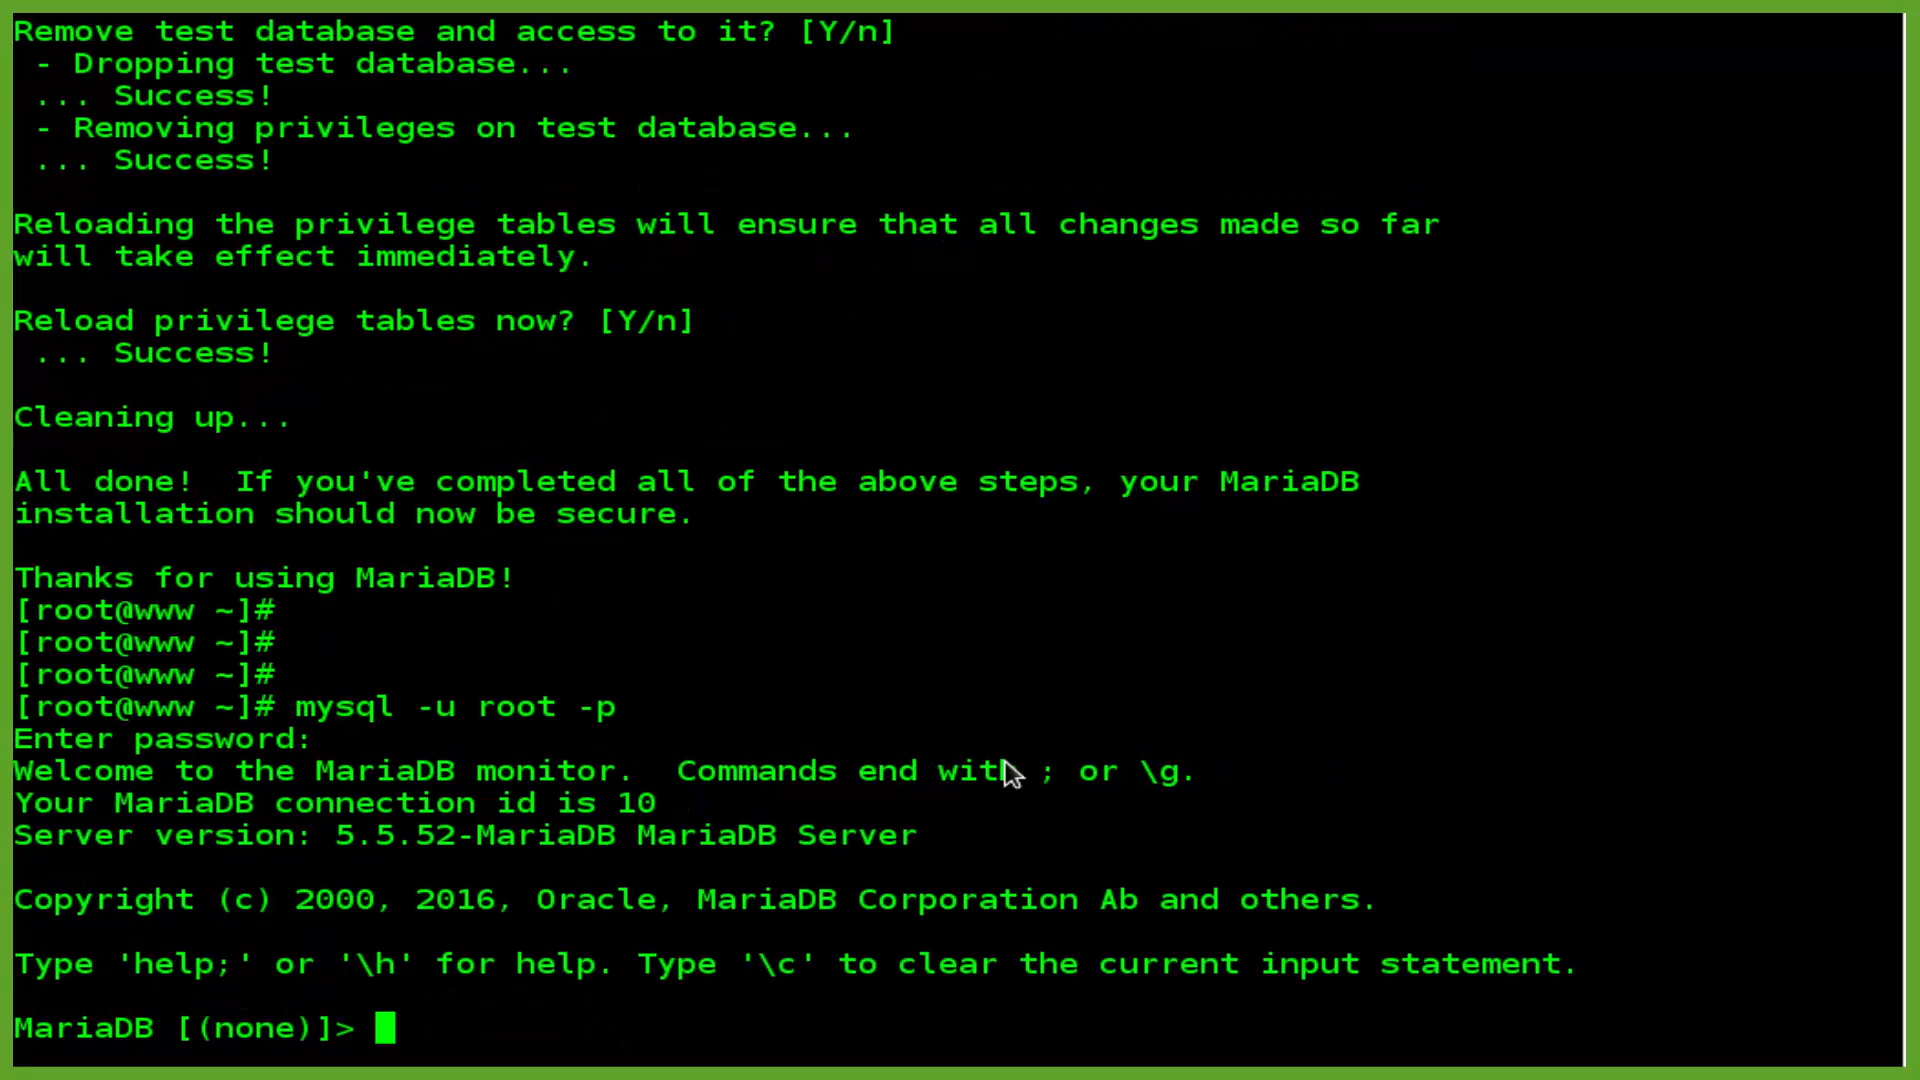 Remove test database and access to it? [Y/n]
 - Dropping test database...
 ... Success!
 - Removing privileges on test database...
 ... Success!

Reloading the privilege tables will ensure that all changes made so far
will take effect immediately.

Reload privilege tables now? [Y/n]
 ... Success!

Cleaning up...

All done!  If you've completed all of the above steps, your MariaDB
installation should now be secure.

Thanks for using MariaDB!
[root@www ~]#
[root@www ~]#
[root@www ~]#
[root@www ~]# mysql -u root -p
Enter password:
Welcome to the MariaDB monitor.  Commands end with ; or \g.
Your MariaDB connection id is 10
Server version: 5.5.52-MariaDB MariaDB Server

Copyright (c) 2000, 2016, Oracle, MariaDB Corporation Ab and others.

Type 'help;' or '\h' for help. Type '\c' to clear the current input statement.

MariaDB [(none)]>